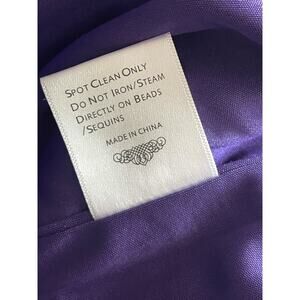 Spot Clean Only
Do Not Iron/Steam
Directly on Beads
/Sequins
Made in China